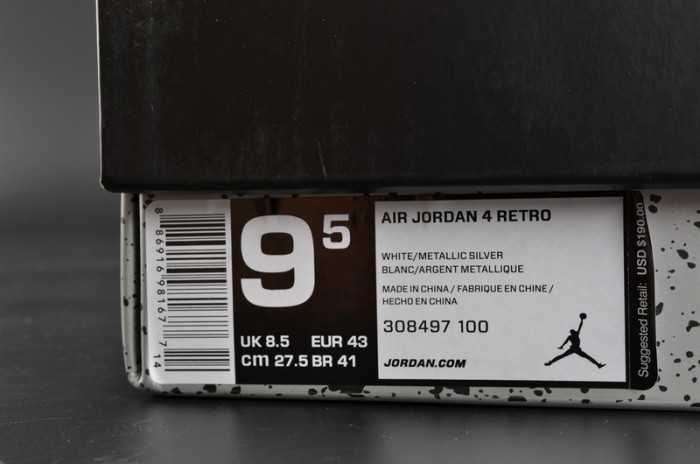 8 86916 98167 7 14
9 5
UK 8.5 EUR 43
cm 27.5 BR 41
AIR JORDAN 4 RETRO
WHITE/METALLIC SILVER
BLANC/ARGENT METALLIQUE
MADE IN CHINA / FABRIQUE EN CHINE /
HECHO EN CHINA
308497 100
JORDAN.COM
Suggested Retail: USD $190.00